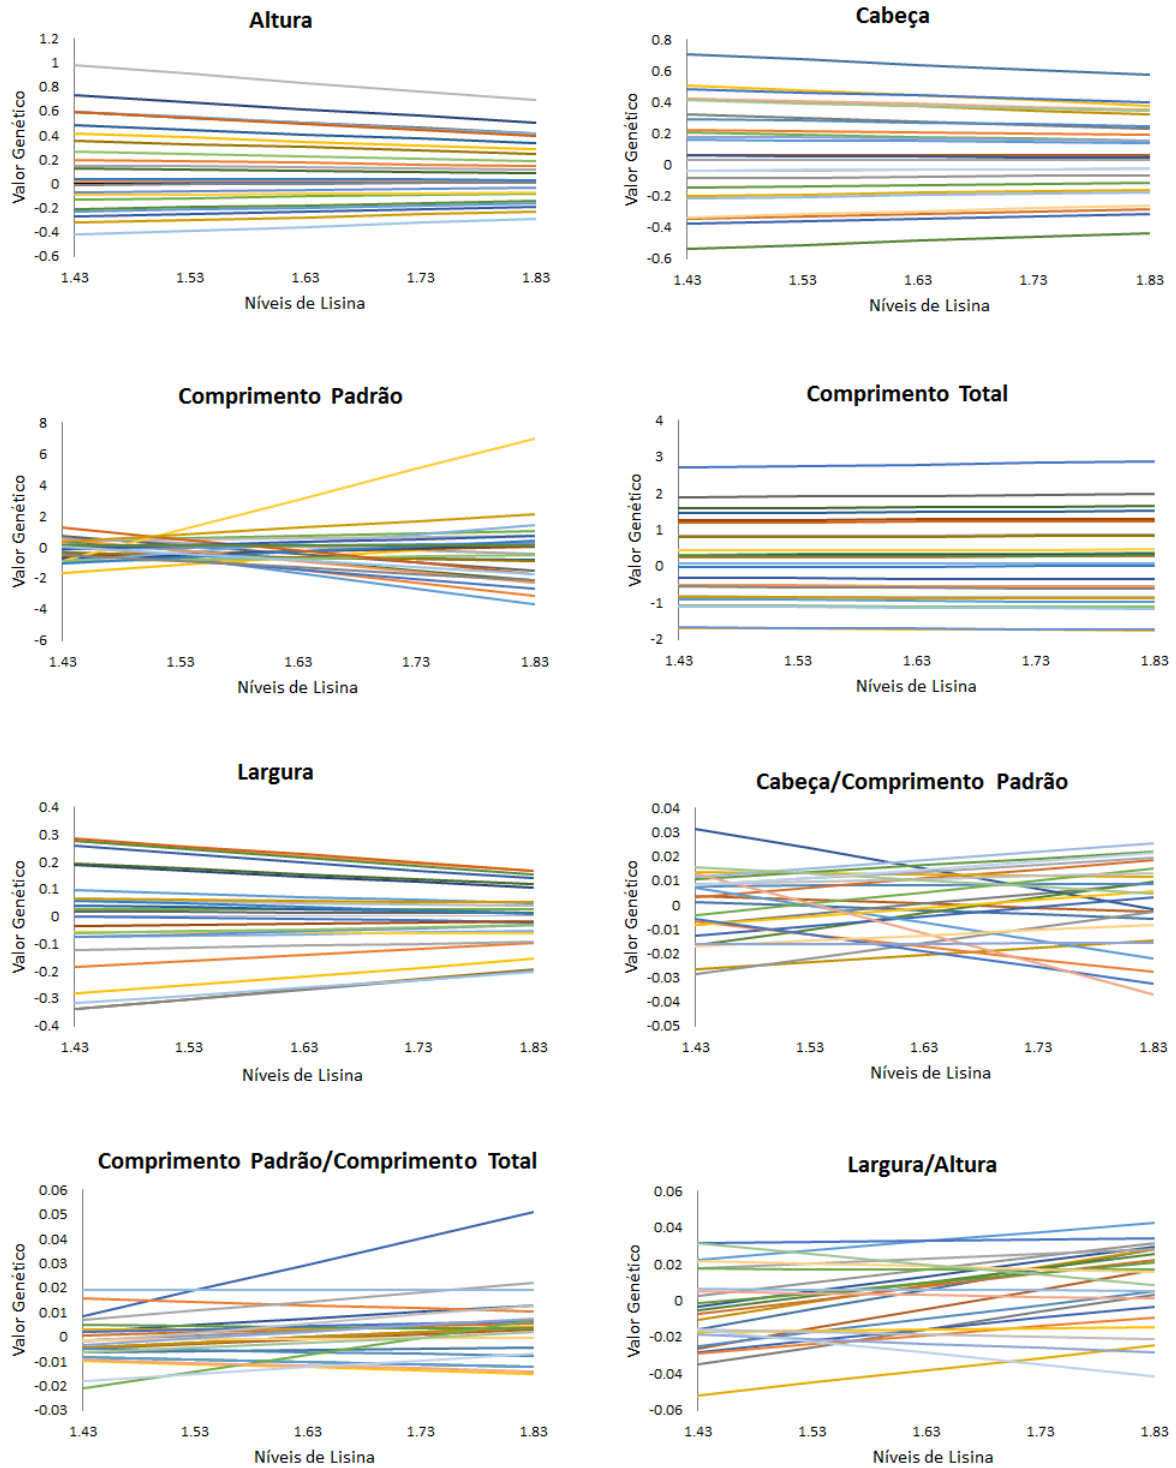 Altura
Valor Genético
1.2
1
0.8
0.6
0.4
0.2
0
-0.2
-0.4
-0.6
1.43 1.53 1.63 1.73 1.83
Níveis de Lisina
Cabeça
Valor Genético
0.8
0.6
0.4
0.2
0
-0.2
-0.4
-0.6
1.43 1.53 1.63 1.73 1.83
Níveis de Lisina
Comprimento Padrão
Valor Genético
8
6
4
2
0
-2
-4
-6
1.43 1.53 1.63 1.73 1.83
Níveis de Lisina
Comprimento Total
Valor Genético
4
3
2
1
0
-1
-2
1.43 1.53 1.63 1.73 1.83
Níveis de Lisina
Largura
Valor Genético
0.4
0.3
0.2
0.1
0
-0.1
-0.2
-0.3
-0.4
1.43 1.53 1.63 1.73 1.83
Níveis de Lisina
Cabeça/Comprimento Padrão
Valor Genético
0.04
0.03
0.02
0.01
0
-0.01
-0.02
-0.03
-0.04
-0.05
1.43 1.53 1.63 1.73 1.83
Níveis de Lisina
Comprimento Padrão/Comprimento Total
Valor Genético
0.06
0.05
0.04
0.03
0.02
0.01
0
-0.01
-0.02
-0.03
1.43 1.53 1.63 1.73 1.83
Níveis de Lisina
Largura/Altura
Valor Genético
0.06
0.04
0.02
0
-0.02
-0.04
-0.06
1.43 1.53 1.63 1.73 1.83
Níveis de Lisina